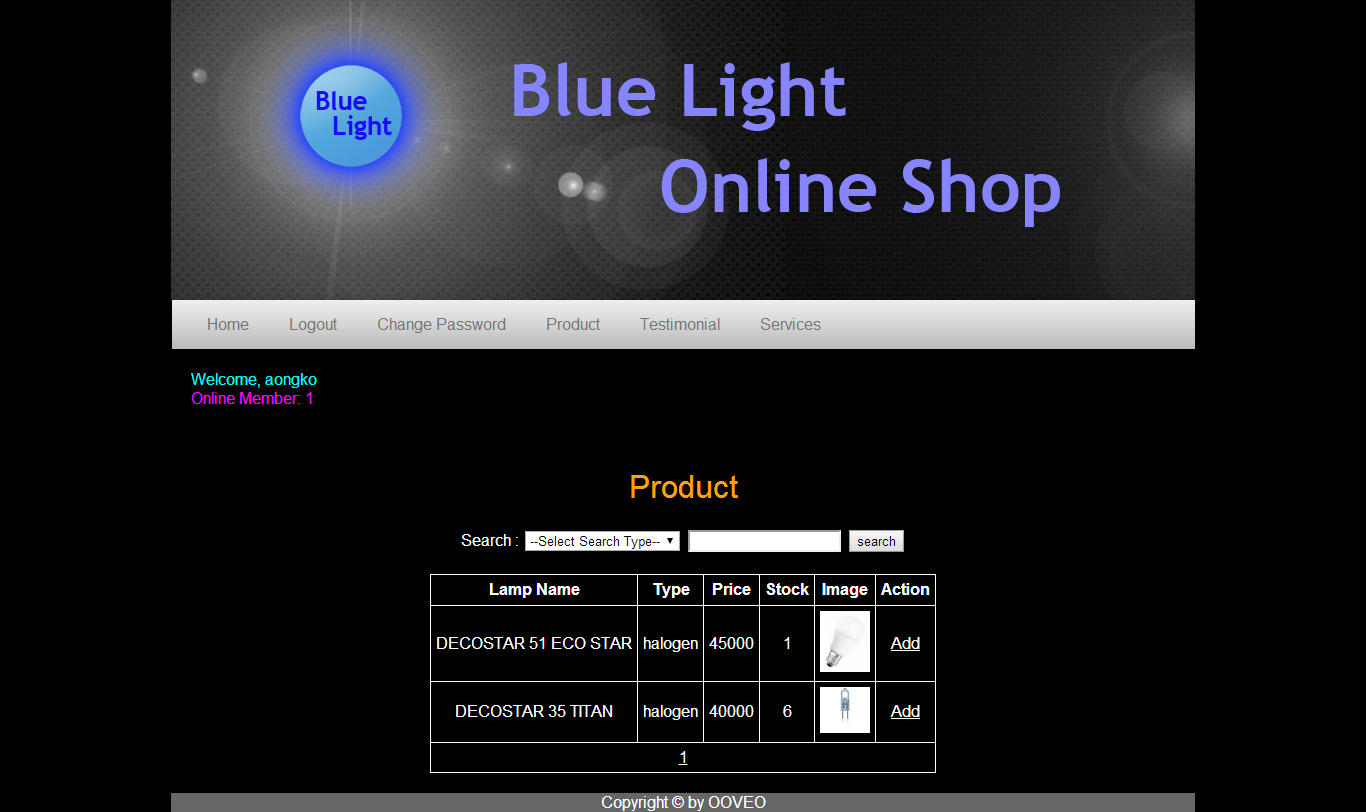 Blue
Light
Blue Light
Online Shop
Home Logout Change Password Product Testimonial Services
Welcome, aongko
Online Member: 1
Product
Search : --Select Search Type-- search
Lamp Name Type Price Stock Image Action
DECOSTAR 51 ECO STAR halogen 45000 1 Add
DECOSTAR 35 TITAN halogen 40000 6 Add
1
Copyright © by OOVEO